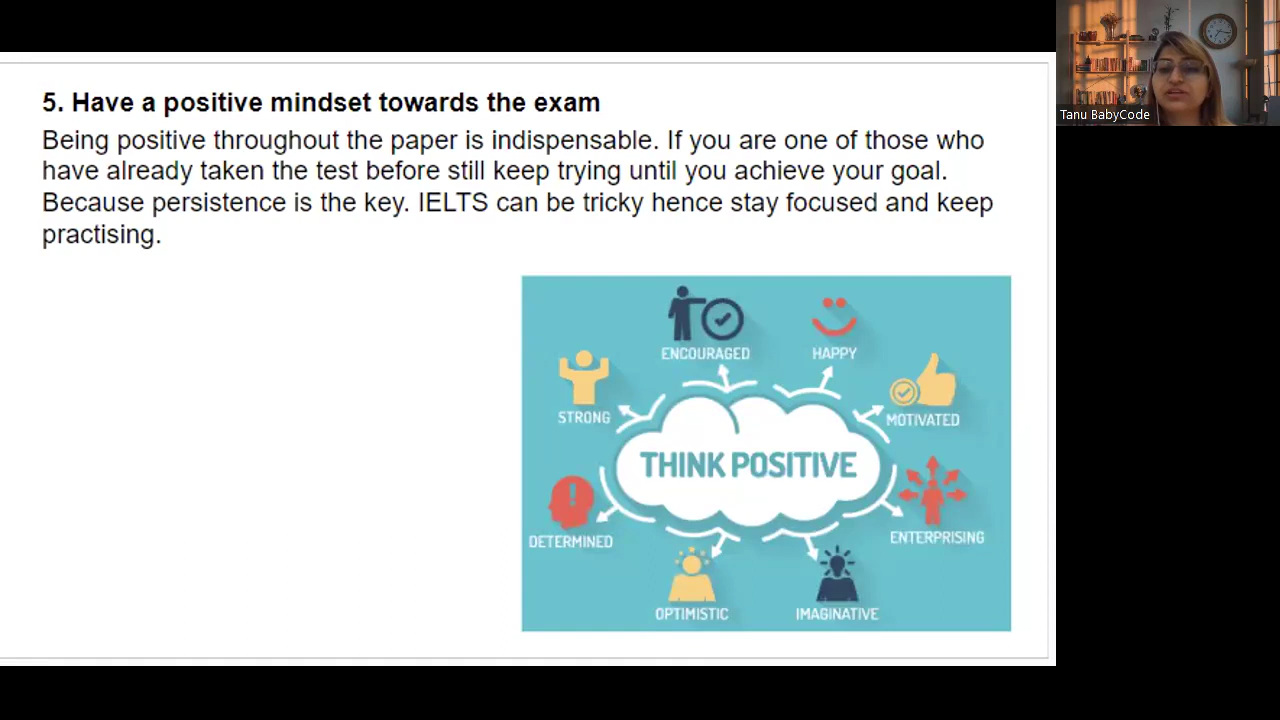 5. Have a positive mindset towards the exam
Being positive throughout the paper is indispensable. If you are one of those who
have already taken the test before still keep trying until you achieve your goal.
Because persistence is the key. IELTS can be tricky hence stay focused and keep
practising.
Tanu BabyCode
ENCOURAGED
HAPPY
STRONG
MOTIVATED
THINK POSITIVE
DETERMINED
ENTERPRISING
OPTIMISTIC
IMAGINATIVE